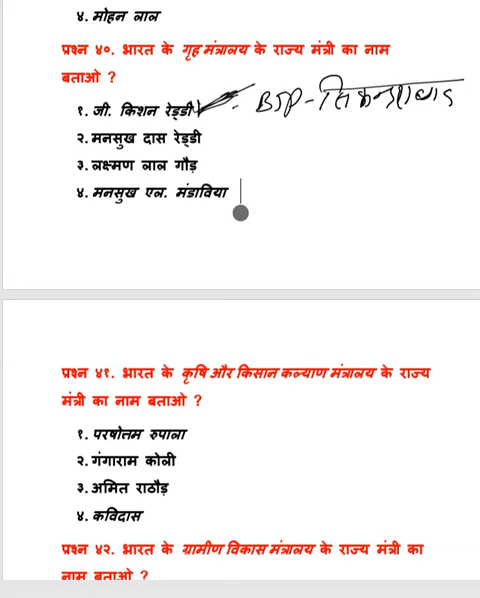 ४. मोहन लाल
प्रश्न ४०. भारत के गृह मंत्रालय के राज्य मंत्री का नाम
बताओ ?
१. जी. किशन रेड्डी BJP - सिकन्दराबाद
२. मनसुख दास रेड्डी
३. लक्ष्मण लाल गौड़
४. मनसुख एल. मंडाविया
प्रश्न ४१. भारत के कृषि और किसान कल्याण मंत्रालय के राज्य
मंत्री का नाम बताओ ?
१. परषोत्तम रुपाला
२. गंगाराम कोली
३. अमित राठौड़
४. कविदास
प्रश्न ४२. भारत के ग्रामीण विकास मंत्रालय के राज्य मंत्री का
नाम बताओ ?